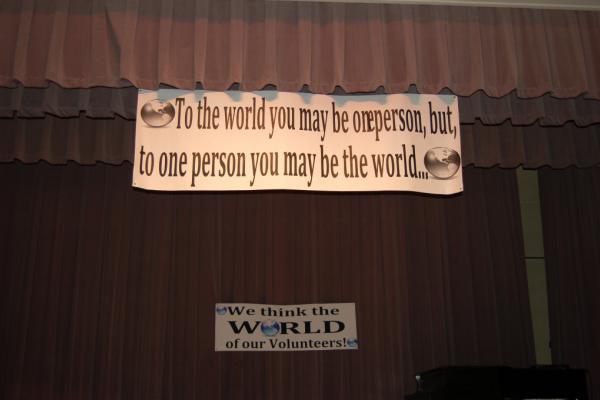 To the world you may be one person, but,
to one person you may be the world...
We think the
WORLD
of our Volunteers!